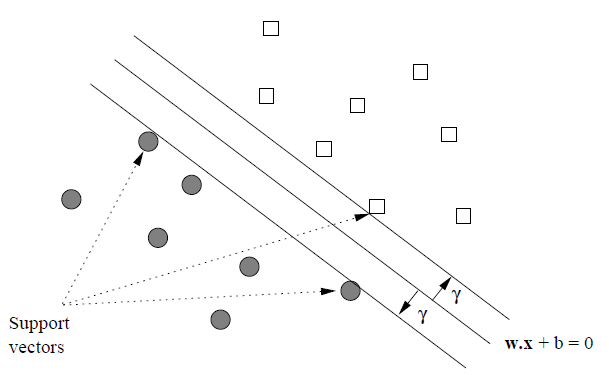 γ
γ
Support
vectors
w.x + b = 0